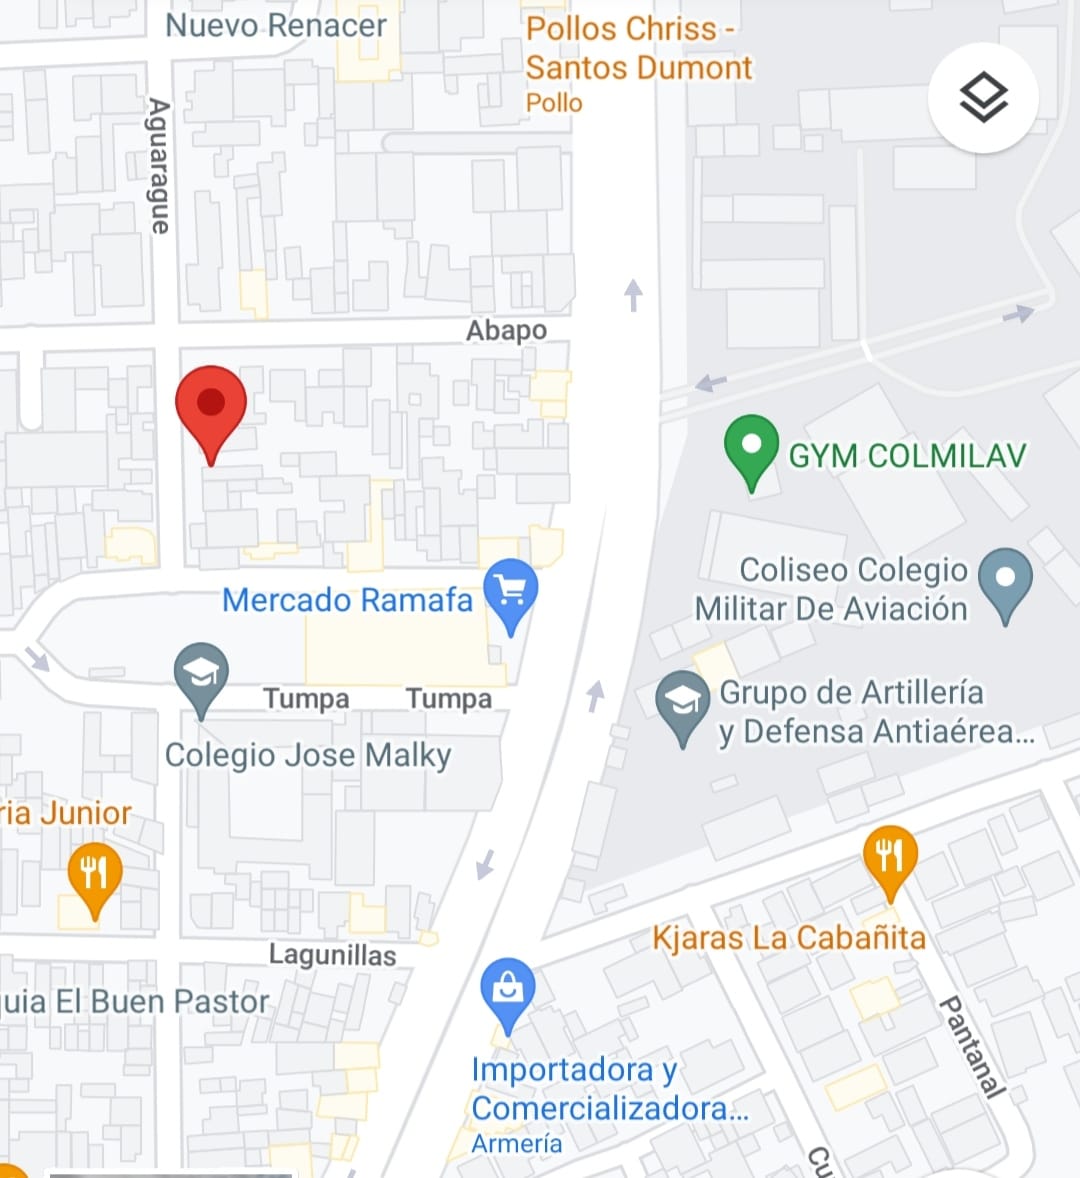 Nuevo Renacer
Pollos Chriss -
Santos Dumont
Pollo
Aguarague
Abapo
GYM COLMILAV
Coliseo Colegio
Militar De Aviación
Mercado Ramafa
Grupo de Artillería
y Defensa Antiaérea...
Tumpa
Tumpa
Colegio Jose Malky
ria Junior
Kjaras La Cabañita
Lagunillas
uia El Buen Pastor
Pantanal
Importadora y
Comercializadora...
Armería
Cu